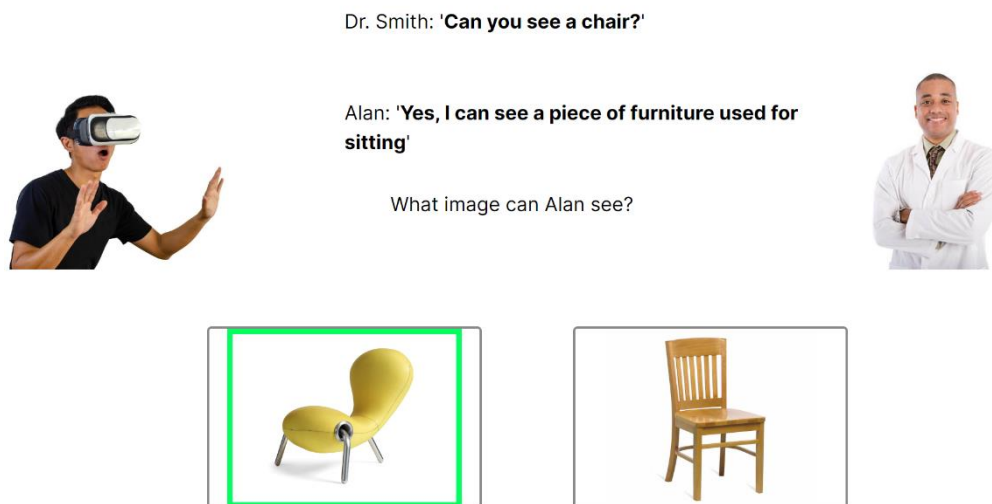 Dr. Smith: 'Can you see a chair?'
Alan: 'Yes, I can see a piece of furniture used for
sitting'
What image can Alan see?